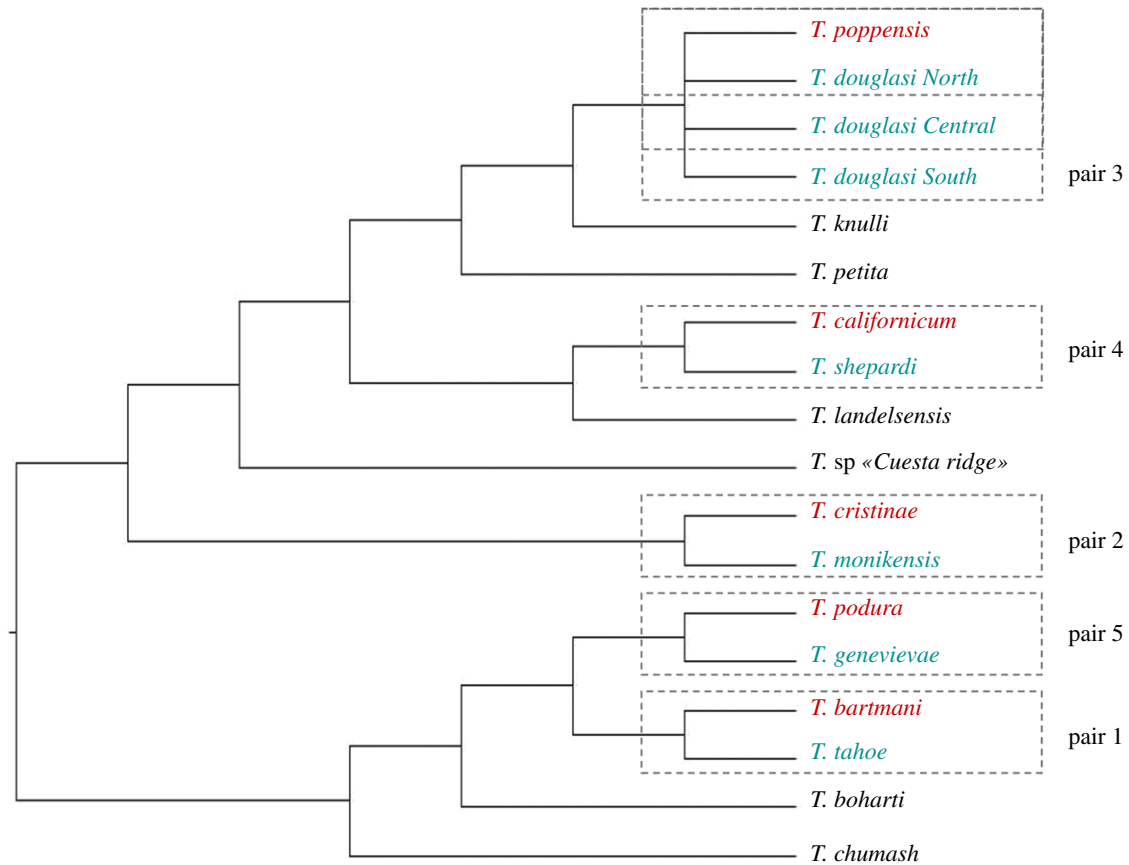 T. poppensis
T. douglasi North
T. douglasi Central
T. douglasi South
pair 3
T. knulli
T. petita
T. californicum
pair 4
T. shepardi
T. landelsensis
T. sp «Cuesta ridge»
T. cristinae
pair 2
T. monikensis
T. podura
pair 5
T. genevievae
T. bartmani
pair 1
T. tahoe
T. boharti
T. chumash